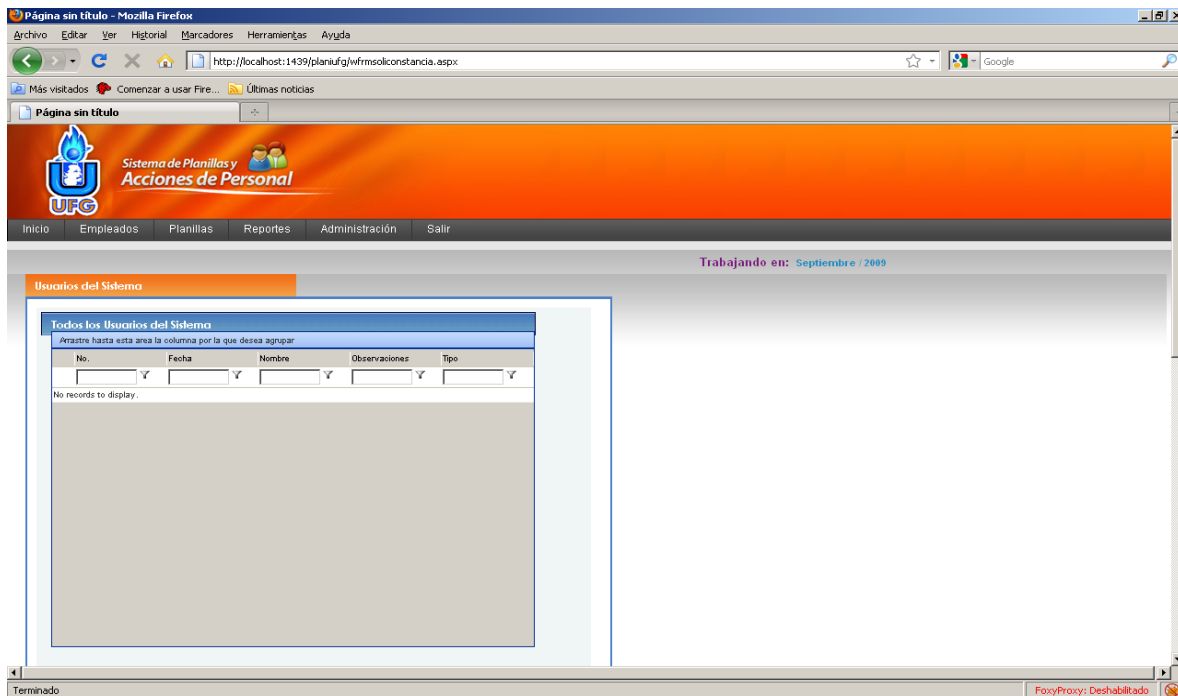 Página sin título - Mozilla Firefox
Archivo Editar Ver Historial Marcadores Herramientas Ayuda
http://localhost:1439/planiufg/wfrmsoliconstancia.aspx
Google
Más visitados Comenzar a usar Fire... Últimas noticias
Página sin título
Sistema de Planillas y
Acciones de Personal
UFG
Inicio Empleados Planillas Reportes Administración Salir
Trabajando en: Septiembre / 2009
Usuarios del Sistema
Todos los Usuarios del Sistema
Arrastre hasta esta area la columna por la que desea agrupar
No. Fecha Nombre Observaciones Tipo
No records to display.
Terminado
FoxyProxy: Deshabilitado